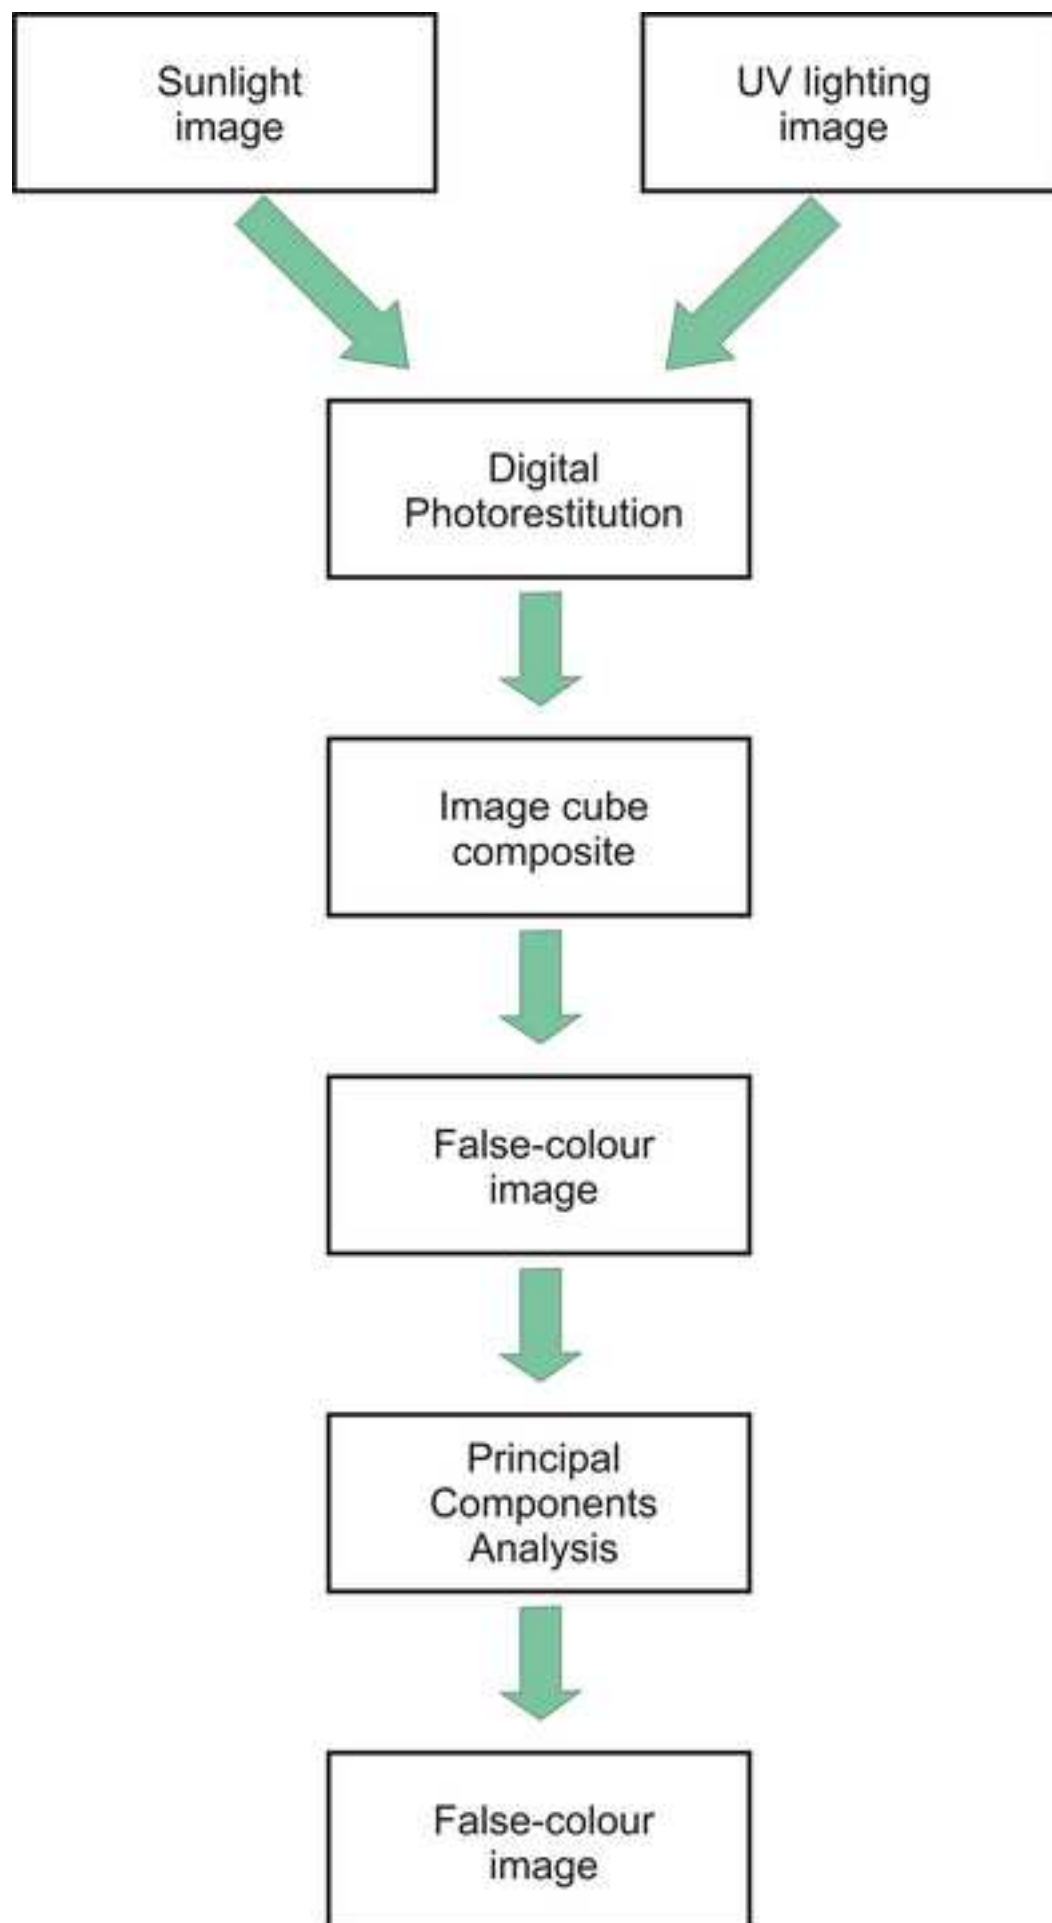 Sunlight
image
UV lighting
image
Digital
Photorestitution
Image cube
composite
False-colour
image
Principal
Components
Analysis
False-colour
image